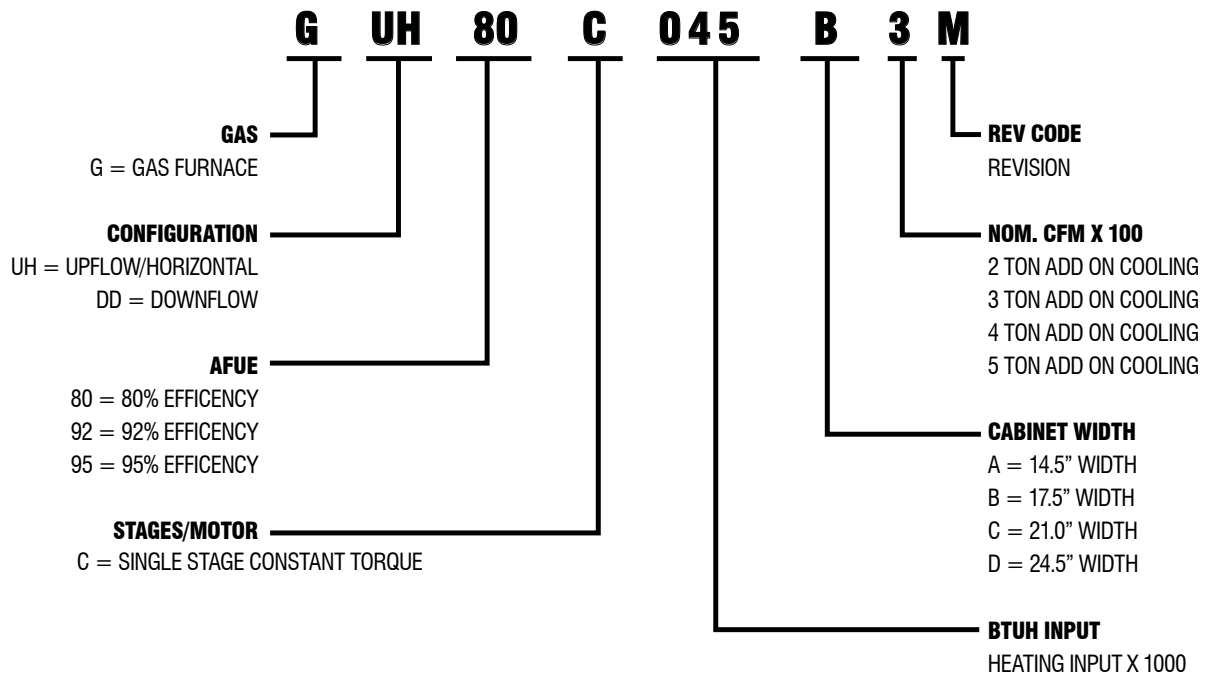 G UH 80 C 045 B 3 M
GAS
G = GAS FURNACE
CONFIGURATION
UH = UPFLOW/HORIZONTAL
DD = DOWNFLOW
AFUE
80 = 80% EFFICENCY
92 = 92% EFFICENCY
95 = 95% EFFICENCY
STAGES/MOTOR
C = SINGLE STAGE CONSTANT TORQUE
REV CODE
REVISION
NOM. CFM X 100
2 TON ADD ON COOLING
3 TON ADD ON COOLING
4 TON ADD ON COOLING
5 TON ADD ON COOLING
CABINET WIDTH
A = 14.5” WIDTH
B = 17.5” WIDTH
C = 21.0” WIDTH
D = 24.5” WIDTH
BTUH INPUT
HEATING INPUT X 1000